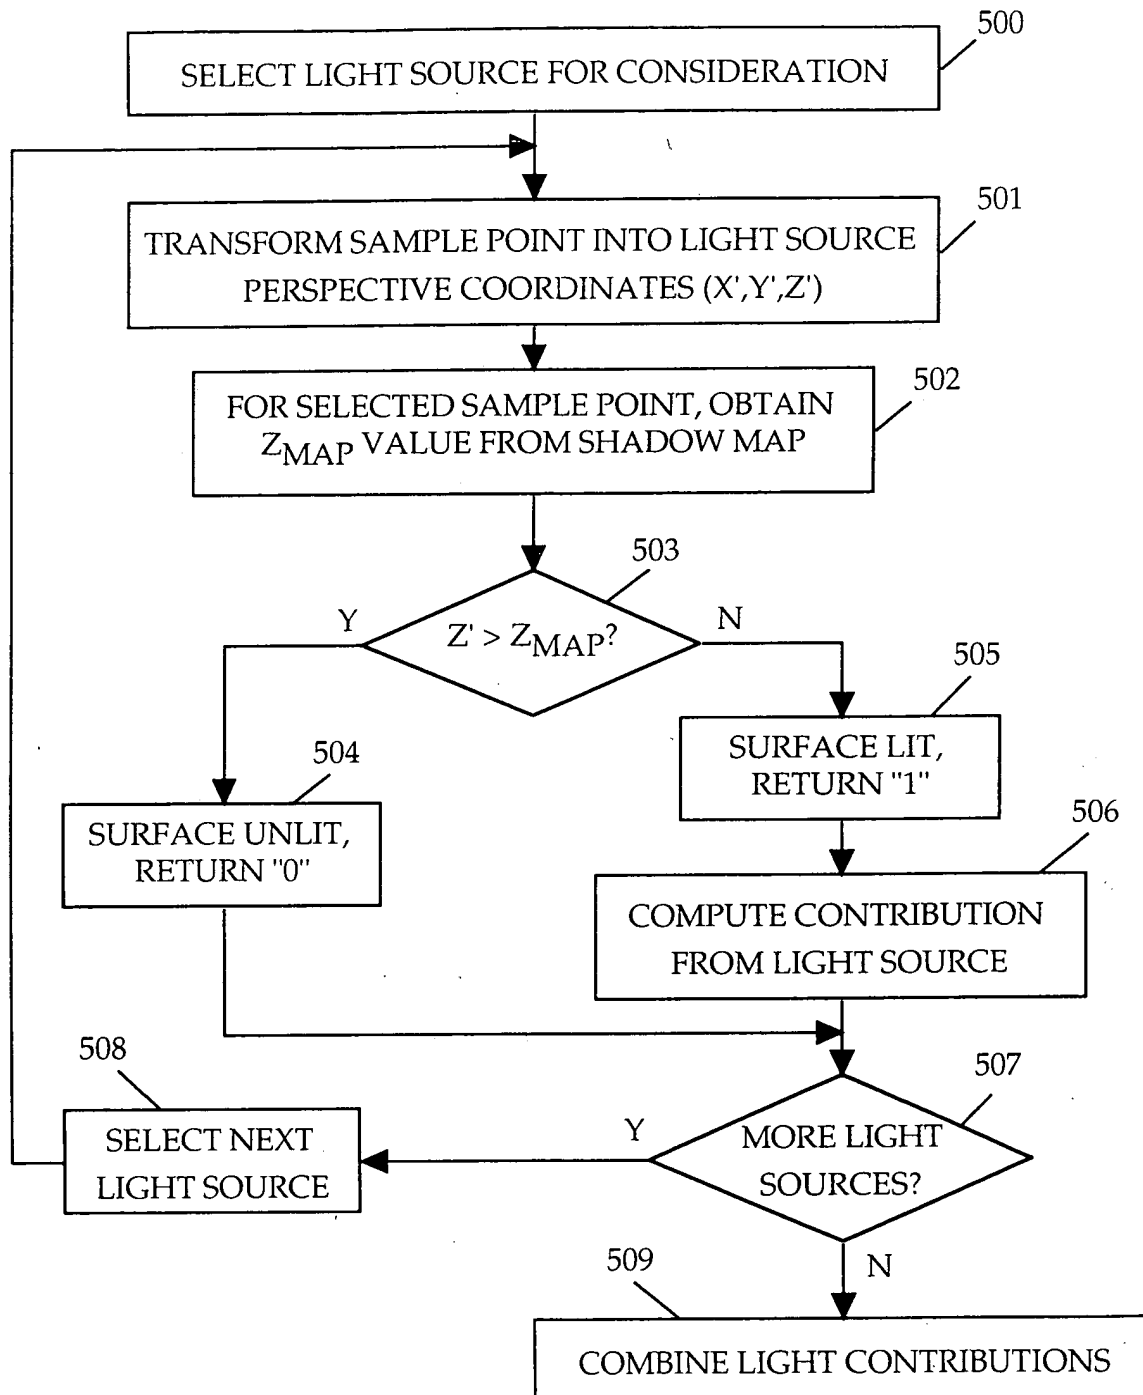 500
SELECT LIGHT SOURCE FOR CONSIDERATION
501
TRANSFORM SAMPLE POINT INTO LIGHT SOURCE
PERSPECTIVE COORDINATES (X',Y',Z')
502
FOR SELECTED SAMPLE POINT, OBTAIN
ZMAP VALUE FROM SHADOW MAP
503
Y
Z' > ZMAP?
N
505
SURFACE LIT,
RETURN "1"
504
SURFACE UNLIT,
RETURN "0"
506
COMPUTE CONTRIBUTION
FROM LIGHT SOURCE
507
MORE LIGHT
SOURCES?
Y
508
SELECT NEXT
LIGHT SOURCE
N
509
COMBINE LIGHT CONTRIBUTIONS